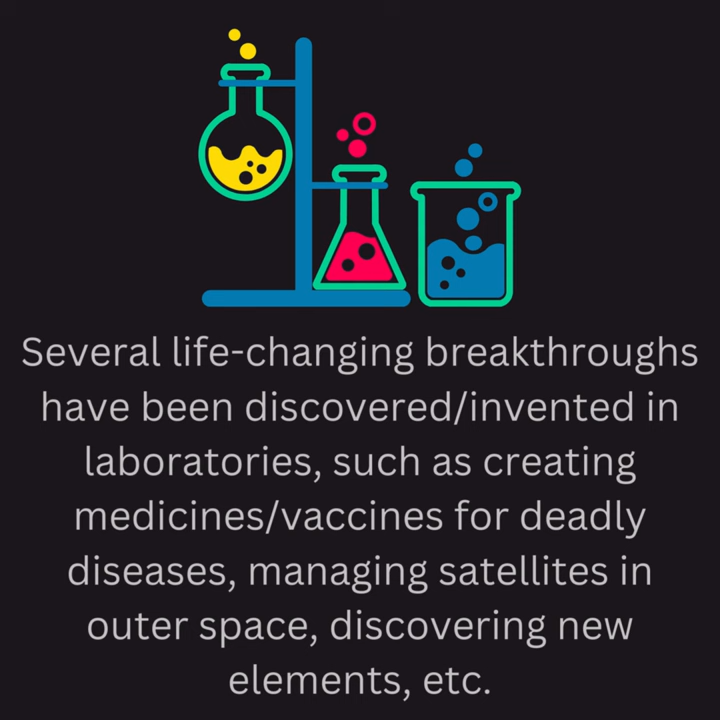 Several life-changing breakthroughs
have been discovered/invented in
laboratories, such as creating
medicines/vaccines for deadly
diseases, managing satellites in
outer space, discovering new
elements, etc.